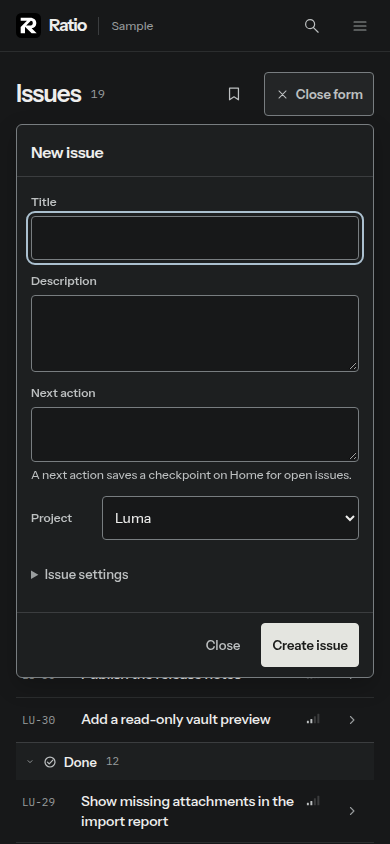 Ratio
Sample
Issues 19
Close form
New issue
Title
Description
Next action
A next action saves a checkpoint on Home for open issues.
Project
Luma
Issue settings
Close
Create issue
LU-30 Add a read-only vault preview
Done 12
LU-29 Show missing attachments in the
import report